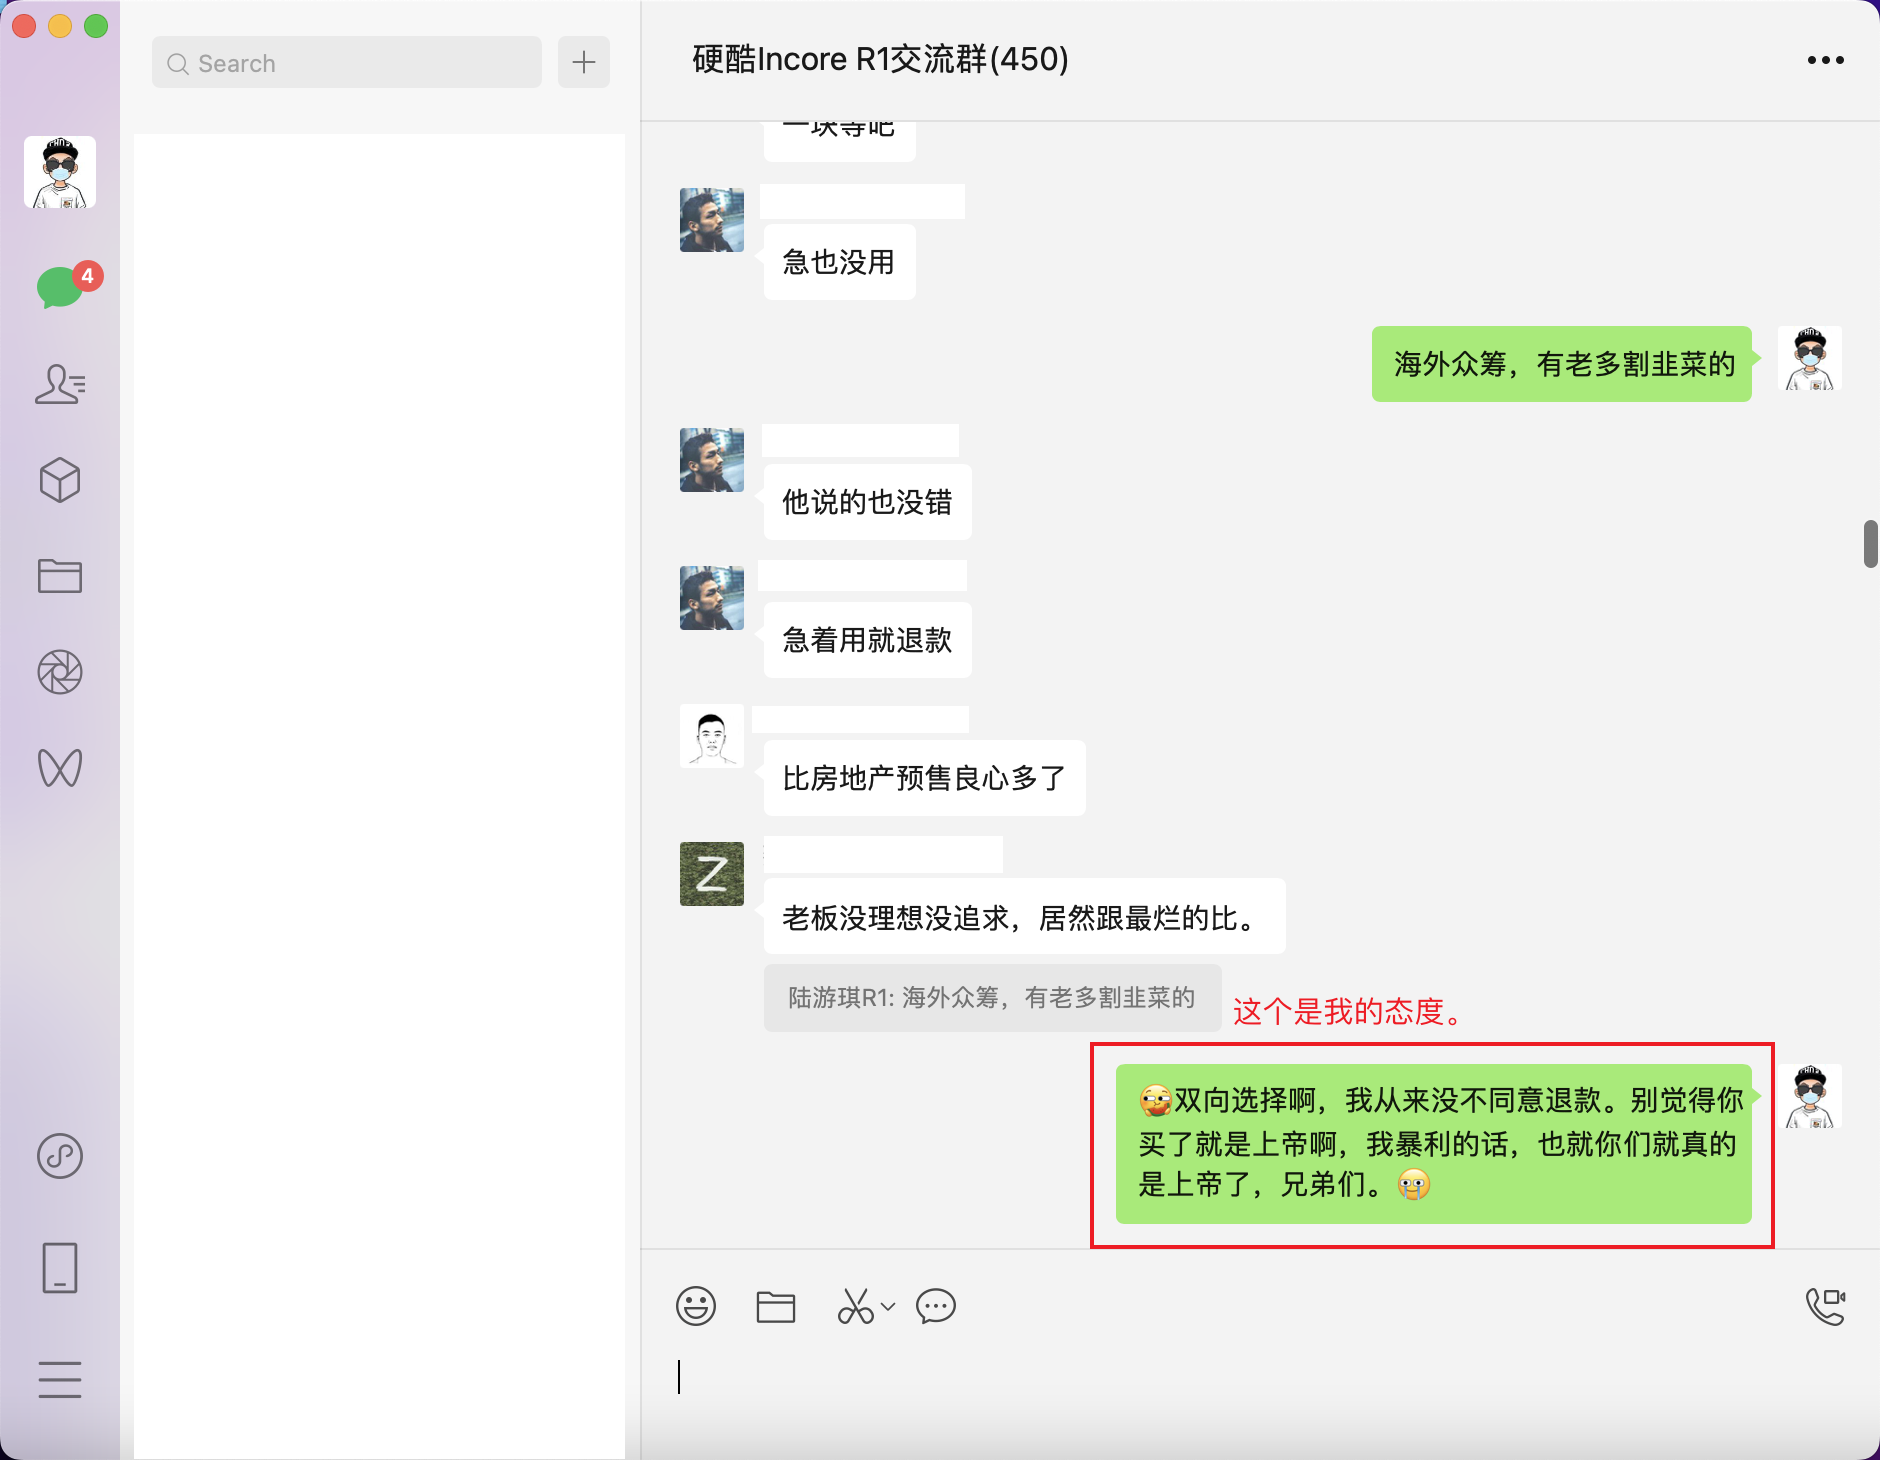 Search
硬酷Incore R1交流群(450)
一块等吧
急也没用
4
海外众筹，有老多割韭菜的
他说的也没错
急着用就退款
比房地产预售良心多了
Z
老板没理想没追求，居然跟最烂的比。
陆游琪R1: 海外众筹，有老多割韭菜的
这个是我的态度。
双向选择啊，我从来没不同意退款。别觉得你
买了就是上帝啊，我暴利的话，也就你们就真的
是上帝了，兄弟们。